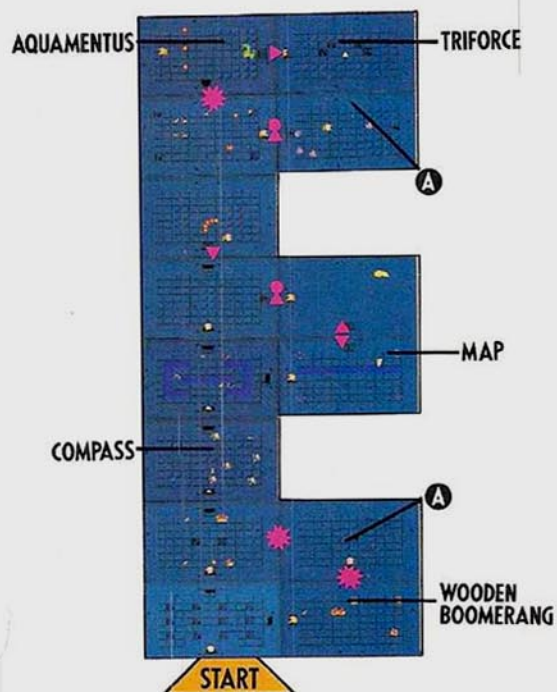 AQUAMENTUS
TRIFORCE
A
MAP
COMPASS
A
WOODEN
BOOMERANG
START